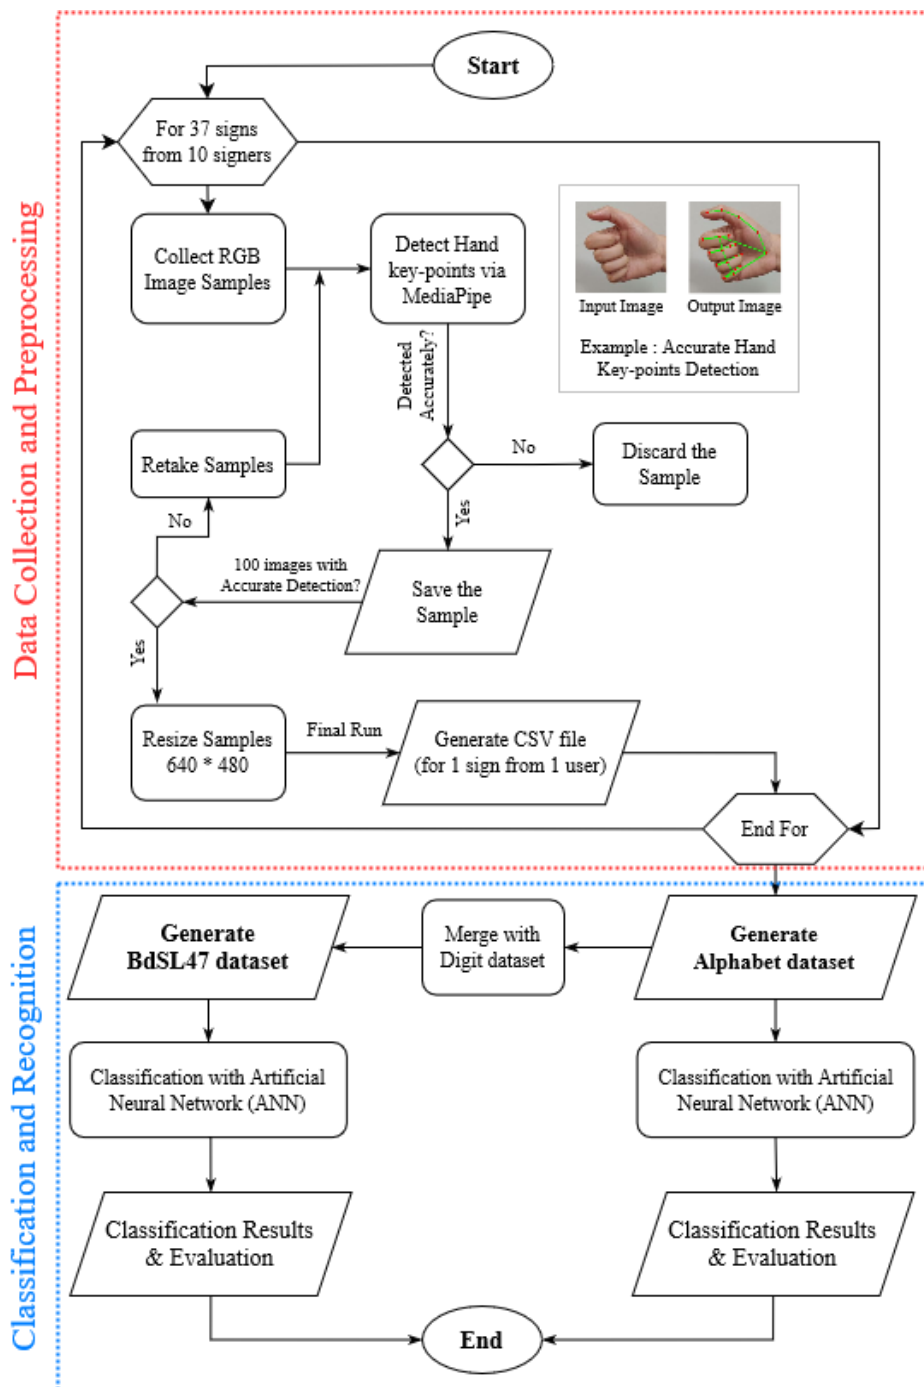 Data Collection and Preprocessing
Start
For 37 signs
from 10 signers
Collect RGB
Image Samples
Detect Hand
key-points via
MediaPipe
Input Image
Output Image
Example : Accurate Hand
Key-points Detection
Detected
Accurately?
No
Discard the
Sample
Yes
Retake Samples
No
100 images with
Accurate Detection?
Save the
Sample
Yes
Resize Samples
640 * 480
Final Run
Generate CSV file
(for 1 sign from 1 user)
End For
Classification and Recognition
Generate
BdSL47 dataset
Merge with
Digit dataset
Generate
Alphabet dataset
Classification with Artificial
Neural Network (ANN)
Classification with Artificial
Neural Network (ANN)
Classification Results
& Evaluation
Classification Results
& Evaluation
End